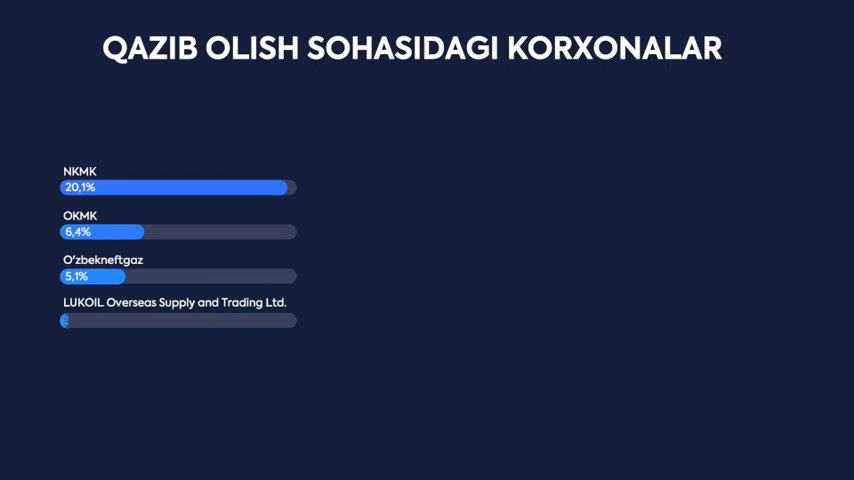 QAZIB OLISH SOHASIDAGI KORXONALAR
NKMK
20,1%
OKMK
6,4%
O'zbekneftgaz
5,1%
LUKOIL Overseas Supply and Trading Ltd.